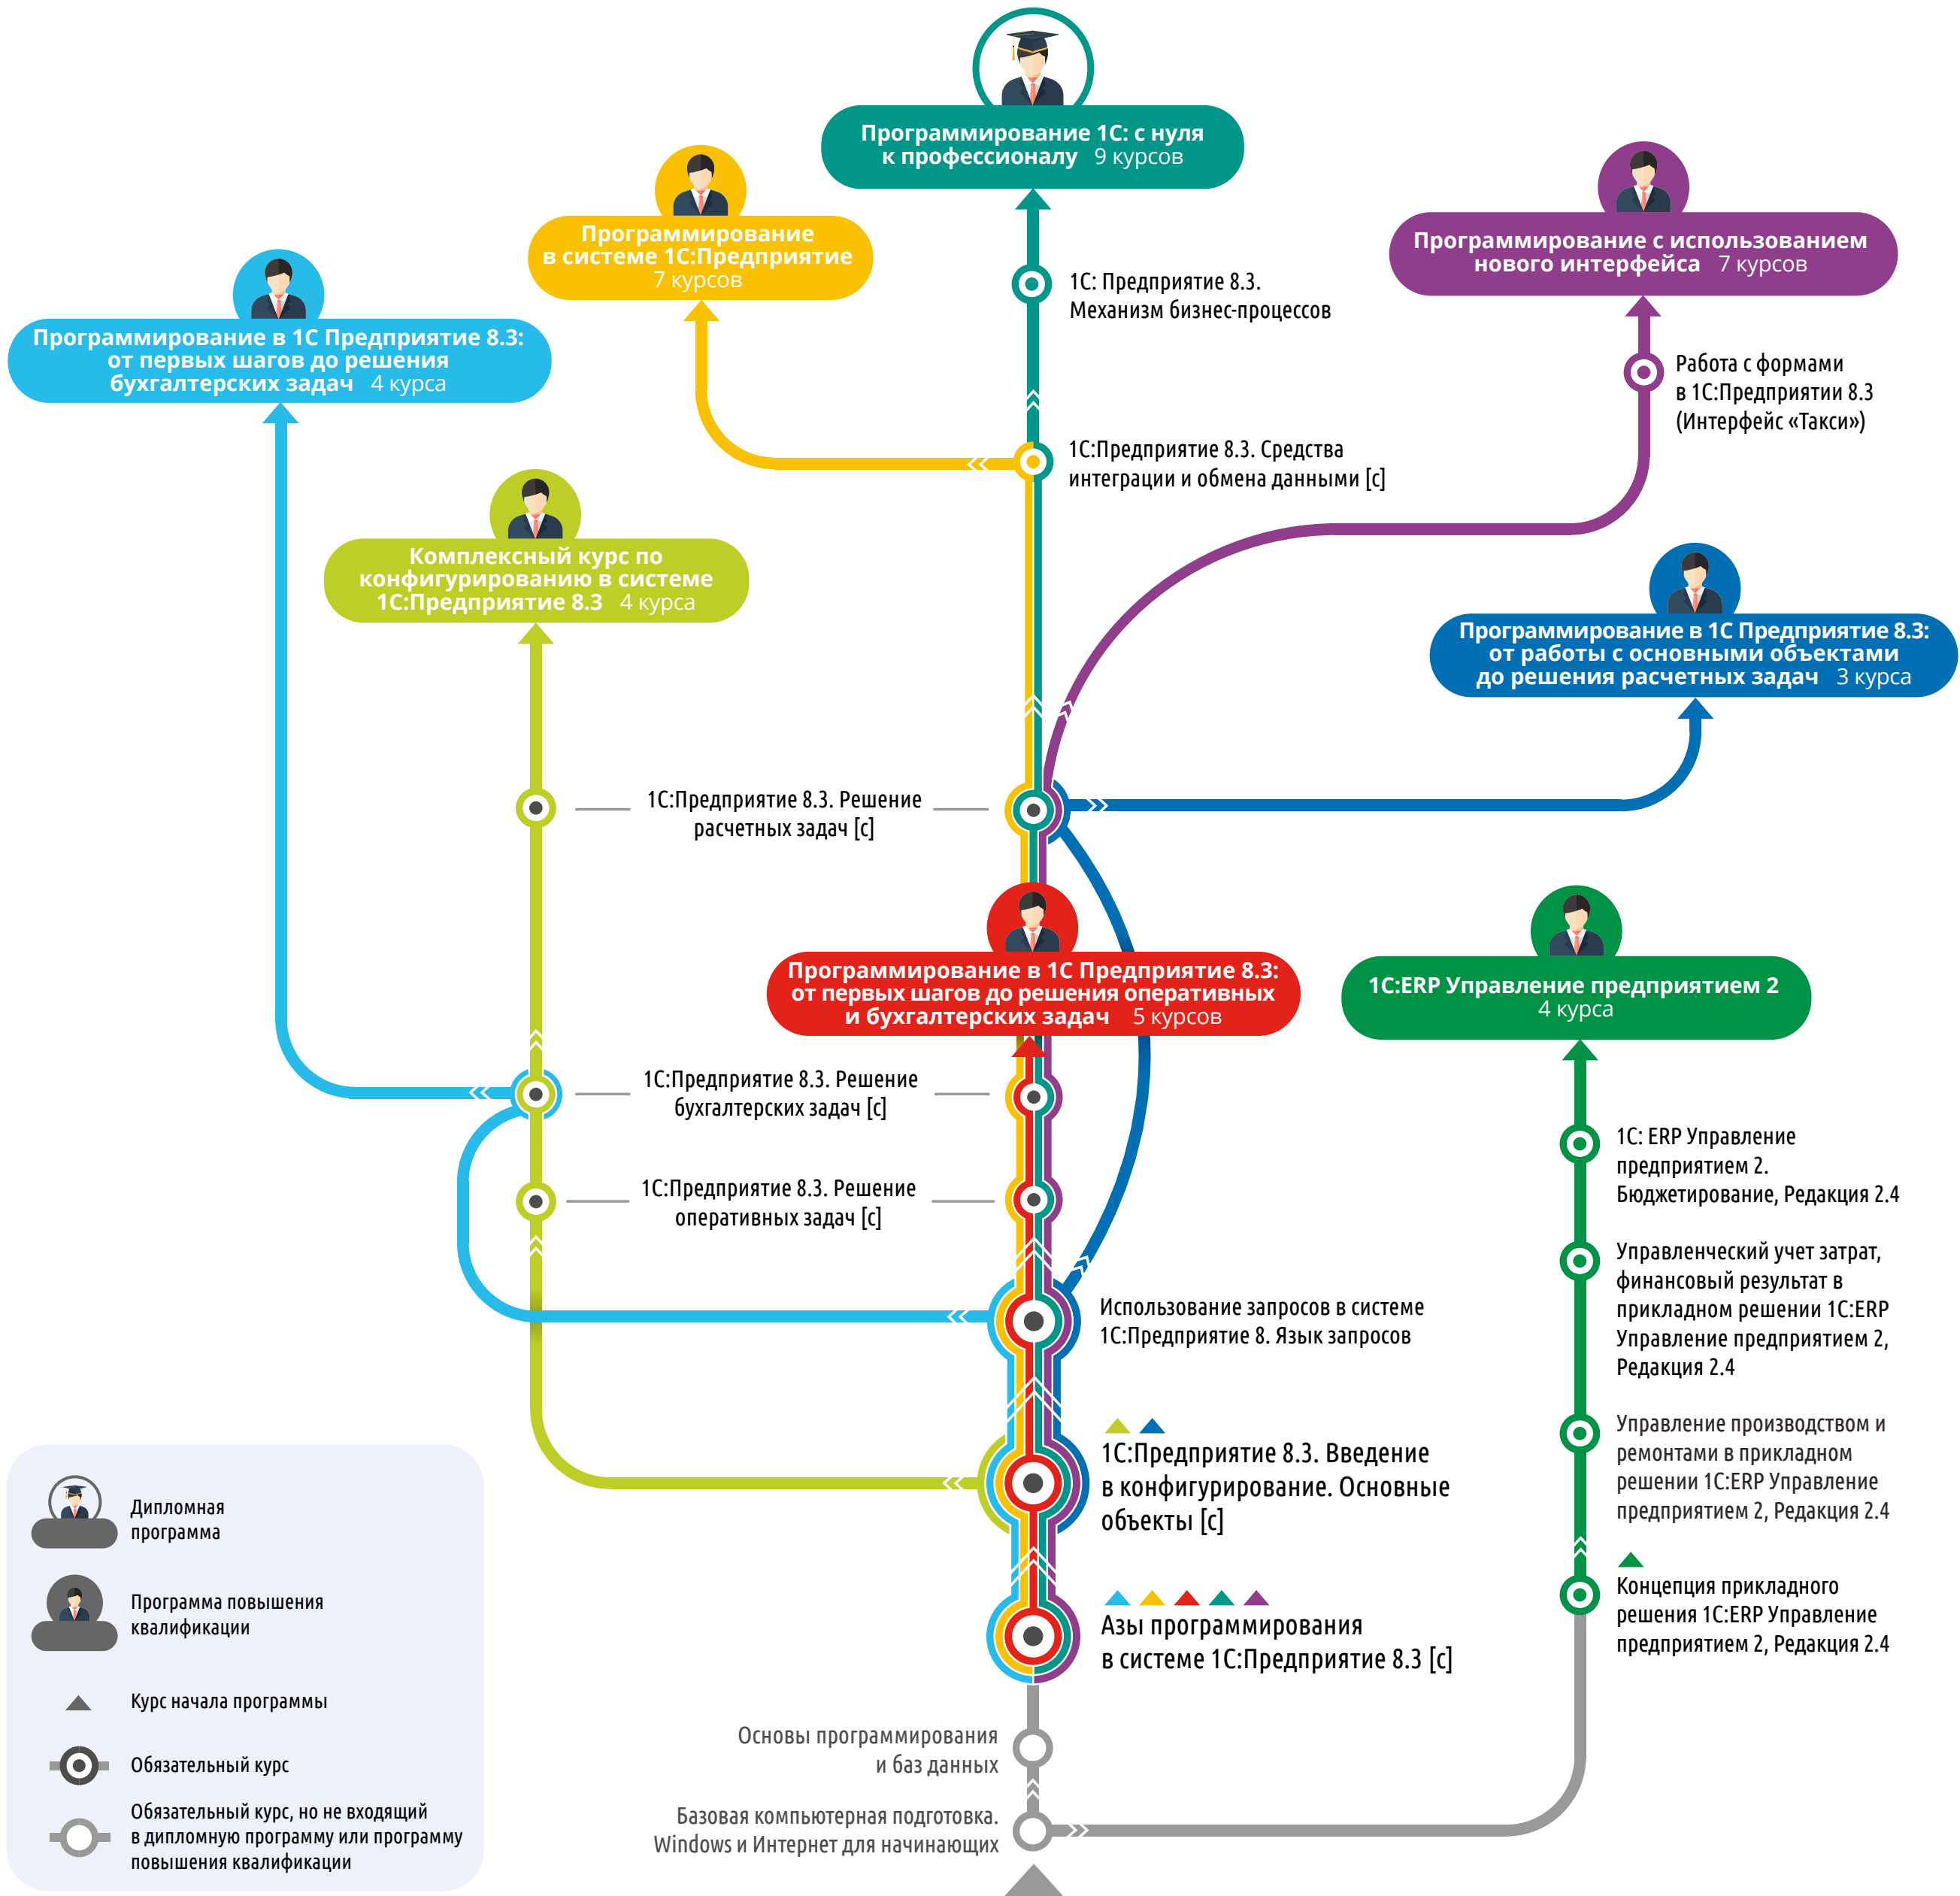 Программирование 1С: с нуля
к профессионалу 9 курсов
Программирование
в системе 1С:Предприятие
7 курсов
Программирование с использованием
нового интерфейса 7 курсов
1С: Предприятие 8.3.
Механизм бизнес-процессов
Программирование в 1С Предприятие 8.3:
от первых шагов до решения
бухгалтерских задач 4 курса
Работа с формами
в 1С:Предприятии 8.3
(Интерфейс «Такси»)
1С:Предприятие 8.3. Средства
интеграции и обмена данными [с]
Комплексный курс по
конфигурированию в системе
1С:Предприятие 8.3 4 курса
Программирование в 1С Предприятие 8.3:
от работы с основными объектами
до решения расчетных задач 3 курса
1С:Предприятие 8.3. Решение
расчетных задач [с]
Программирование в 1С Предприятие 8.3:
от первых шагов до решения оперативных
и бухгалтерских задач 5 курсов
1С:ERP Управление предприятием 2
4 курса
1С:Предприятие 8.3. Решение
бухгалтерских задач [с]
1С: ERP Управление
предприятием 2.
Бюджетирование, Редакция 2.4
1С:Предприятие 8.3. Решение
оперативных задач [с]
Управленческий учет затрат,
финансовый результат в
прикладном решении 1С:ERP
Управление предприятием 2,
Редакция 2.4
Использование запросов в системе
1С:Предприятие 8. Язык запросов
Управление производством и
ремонтами в прикладном
решении 1С:ERP Управление
предприятием 2, Редакция 2.4
1С:Предприятие 8.3. Введение
в конфигурирование. Основные
объекты [с]
Концепция прикладного
решения 1С:ERP Управление
предприятием 2, Редакция 2.4
Азы программирования
в системе 1С:Предприятие 8.3 [с]
Основы программирования
и баз данных
Базовая компьютерная подготовка.
Windows и Интернет для начинающих
Дипломная
программа
Программа повышения
квалификации
Курс начала программы
Обязательный курс
Обязательный курс, но не входящий
в дипломную программу или программу
повышения квалификации